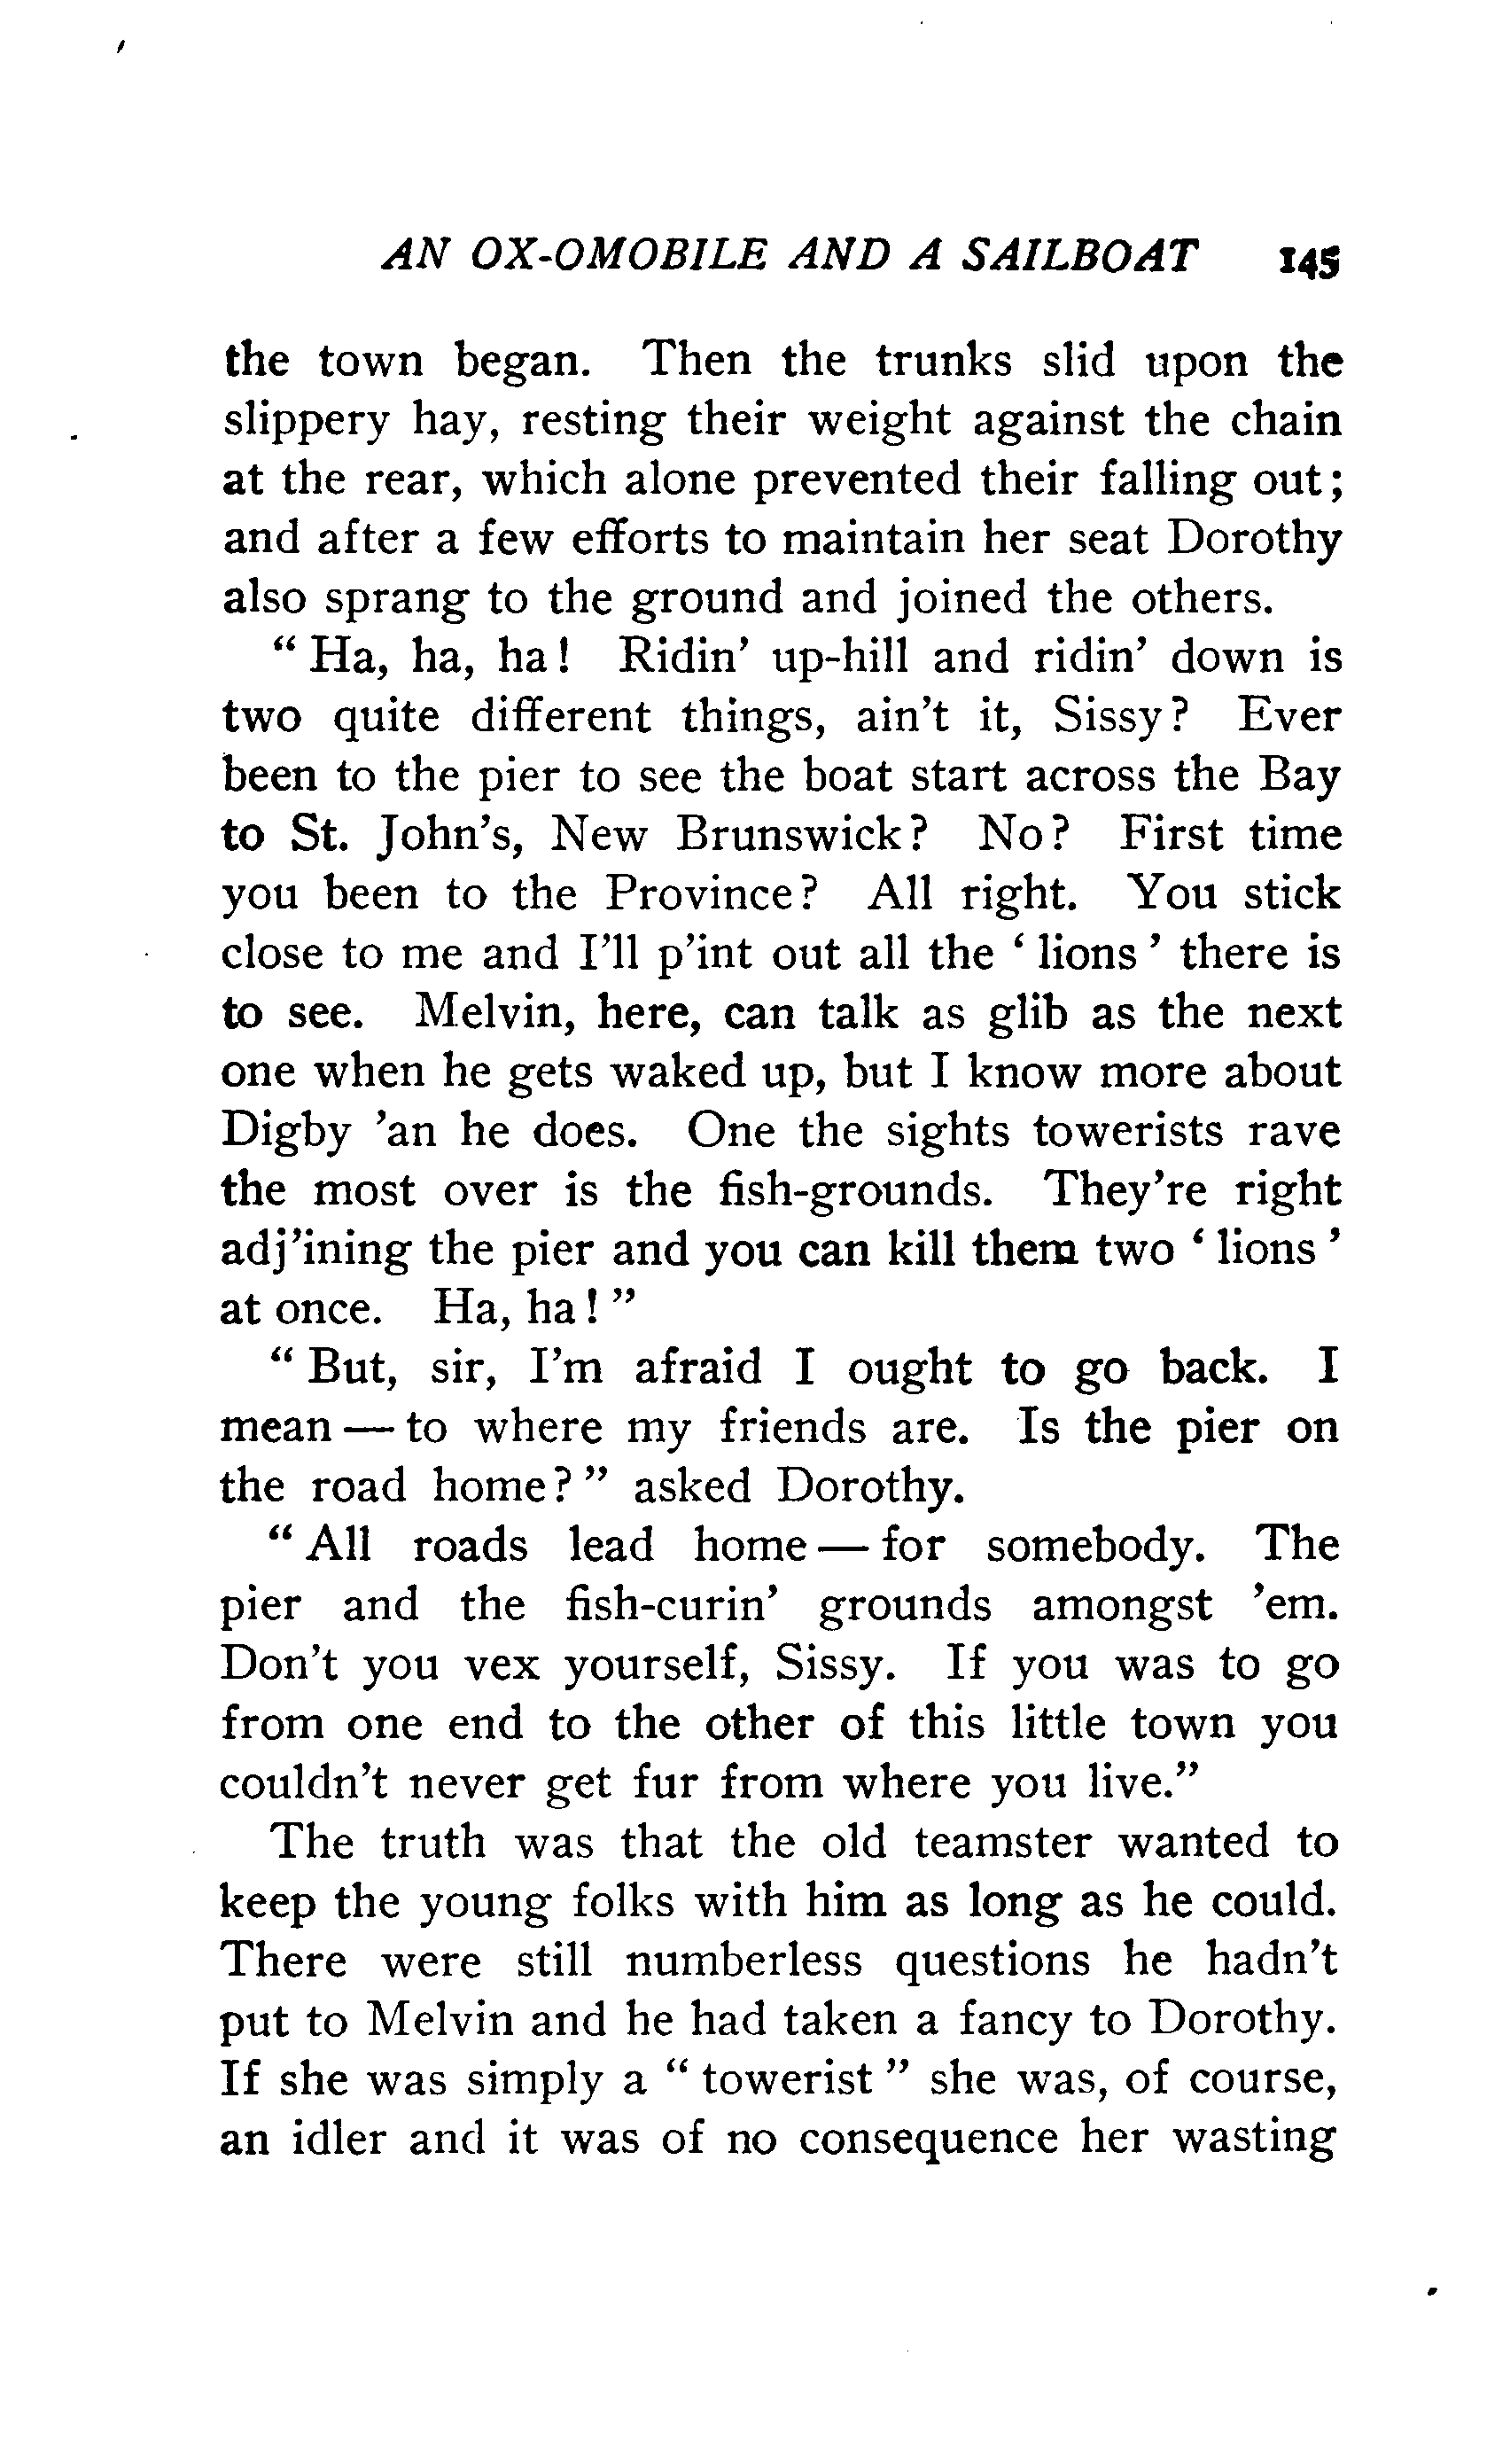 AN OX-OMOBILE AND A SAILBOAT 145
the town began. Then the trunks slid upon the
slippery hay, resting their weight against the chain
at the rear, which alone prevented their falling out;
and after a few efforts to maintain her seat Dorothy
also sprang to the ground and joined the others.
“ Ha, ha, ha! Ridin’ up-hill and ridin’ down is
two quite different things, ain’t it, Sissy? Ever
been to the pier to see the boat start across the Bay
to St. John’s, New Brunswick? No? First time
you been to the Province? All right. You stick
close to me and I’ll p’int out all the ‘ lions ’ there is
to see. Melvin, here, can talk as glib as the next
one when he gets waked up, but I know more about
Digby ’an he does. One the sights towerists rave
the most over is the fish-grounds. They’re right
adj’ining the pier and you can kill them two ‘ lions ’
at once. Ha, ha! ”
“ But, sir, I’m afraid I ought to go back. I
mean — to where my friends are. Is the pier on
the road home? ” asked Dorothy.
“ All roads lead home — for somebody. The
pier and the fish-curin’ grounds amongst ’em.
Don’t you vex yourself, Sissy. If you was to go
from one end to the other of this little town you
couldn’t never get fur from where you live.”
The truth was that the old teamster wanted to
keep the young folks with him as long as he could.
There were still numberless questions he hadn’t
put to Melvin and he had taken a fancy to Dorothy.
If she was simply a “ towerist ” she was, of course,
an idler and it was of no consequence her wasting